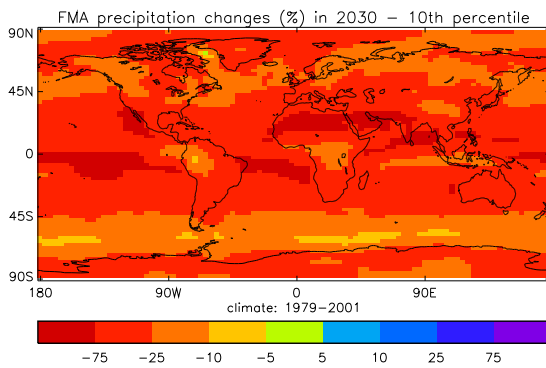 FMA precipitation changes (%) in 2030 − 10th percentile
90N
45N
0
45S
90S
180 90W 0 90E
climate: 1979−2001
−75 −25 −10 −5 5 10 25 75